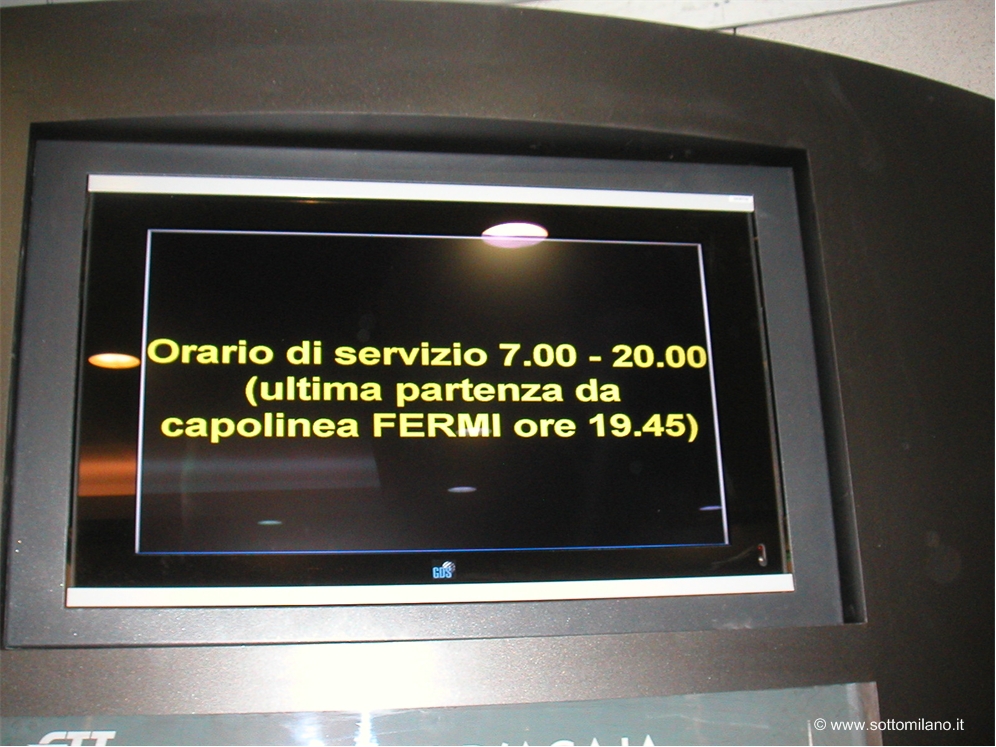 Orario di servizio 7.00 - 20.00
(ultima partenza da
capolinea FERMI ore 19.45)
GDS
GTT
© www.sottomilano.it